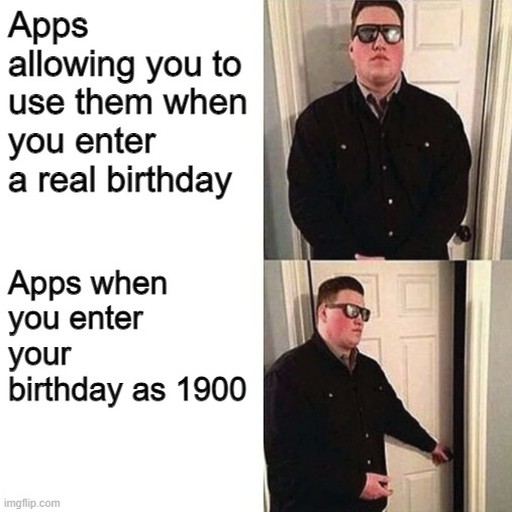 Apps
allowing you to
use them when
you enter
a real birthday
Apps when
you enter
your
birthday as 1900
imgflip.com